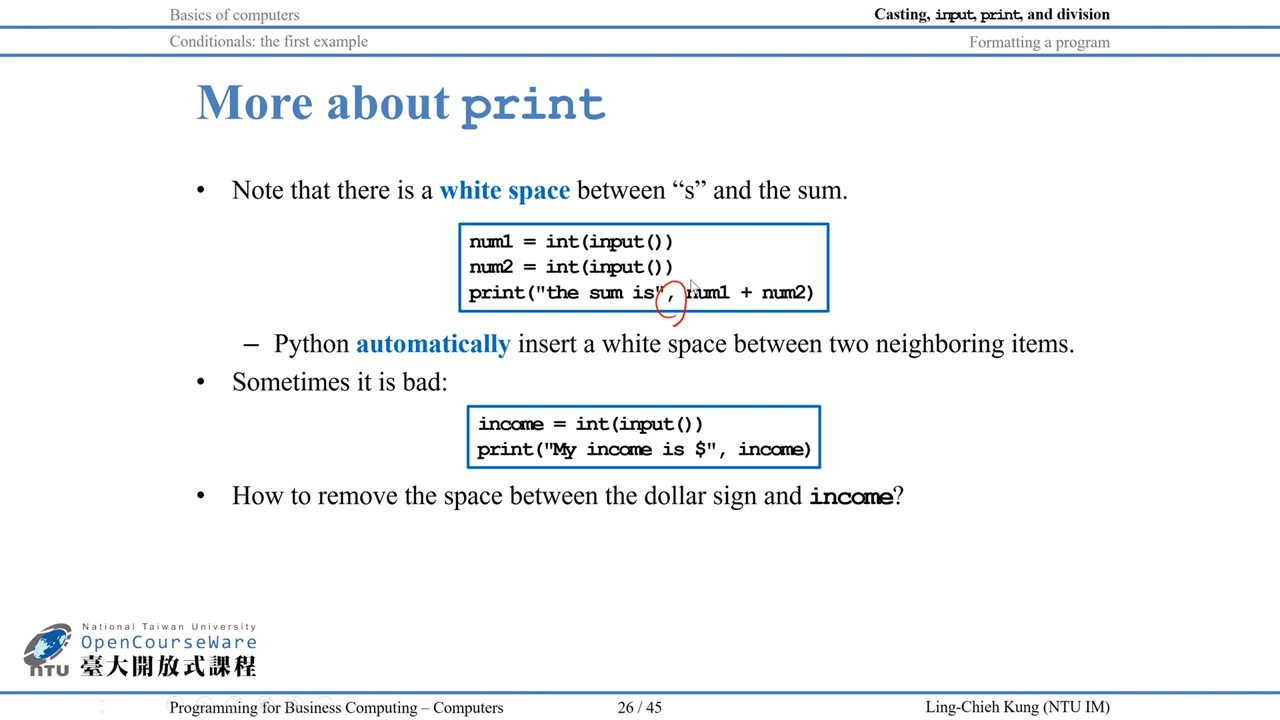 Basics of computers
Casting, input, print, and division
Conditionals: the first example
Formatting a program
More about print
• Note that there is a white space between “s” and the sum.
num1 = int(input())
num2 = int(input())
print("the sum is", num1 + num2)
– Python automatically insert a white space between two neighboring items.
• Sometimes it is bad:
income = int(input())
print("My income is $", income)
• How to remove the space between the dollar sign and income?
National Taiwan University
OpenCourseWare
NTU 臺大開放式課程
Programming for Business Computing – Computers
26 / 45
Ling-Chieh Kung (NTU IM)